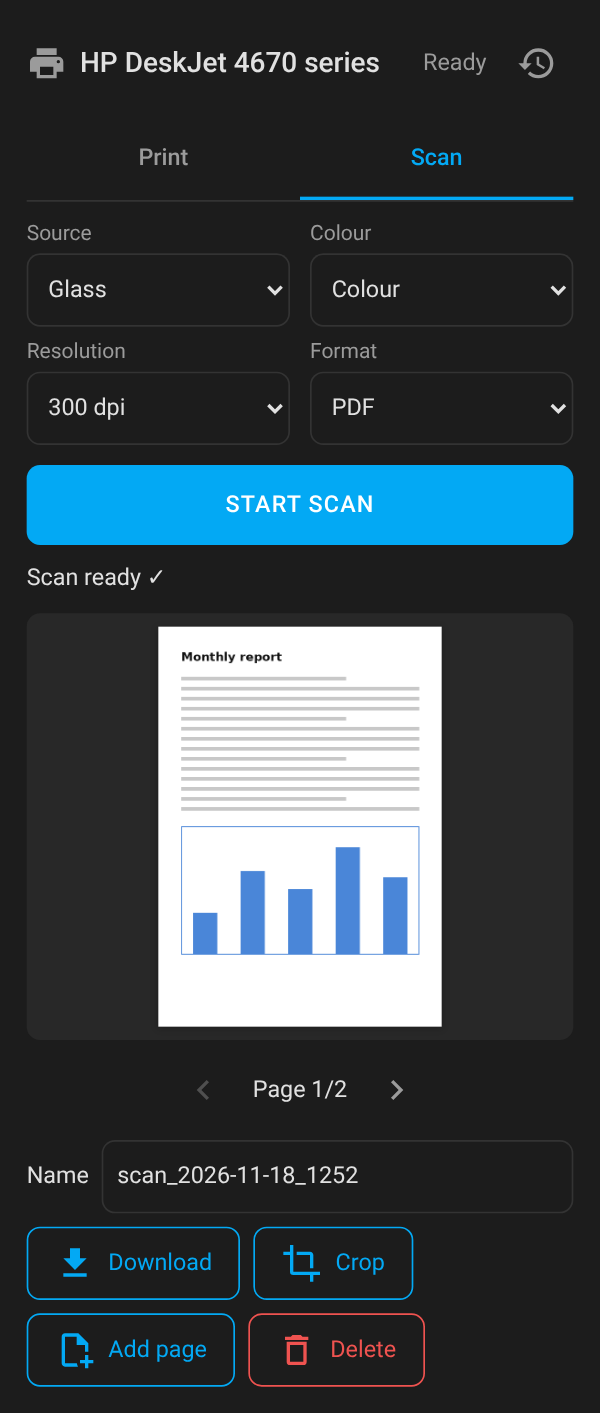 HP DeskJet 4670 series Ready
Print Scan
Source Colour
Glass Colour
Resolution Format
300 dpi PDF
START SCAN
Scan ready ✓
Monthly report
Page 1/2
Name scan_2026-11-18_1252
Download Crop
Add page Delete